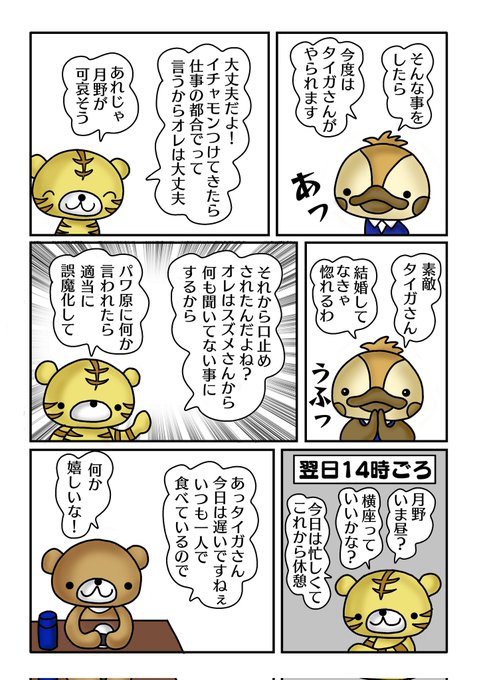 そんな事を
したら
今度は
タイガさんが
やられます
あっ
大丈夫だよ!
イチャモンつけてきたら
仕事の都合でって
言うからオレは大丈夫
あれじゃ
月野が
可哀そう
素敵
タイガさん
結婚して
なきゃ
惚れるわ
うふっ
それから口止め
されたんだよね?
オレはスズメさんから
何も聞いてない事に
するから
パワ原に何か
言われたら
適当に
誤魔化して
翌日14時ごろ
月野
いま昼?
横座って
いいかな?
今日は忙しくて
これから休憩
あっタイガさん
今日は遅いですねぇ
いつも一人で
食べているので
何か
嬉しいな!